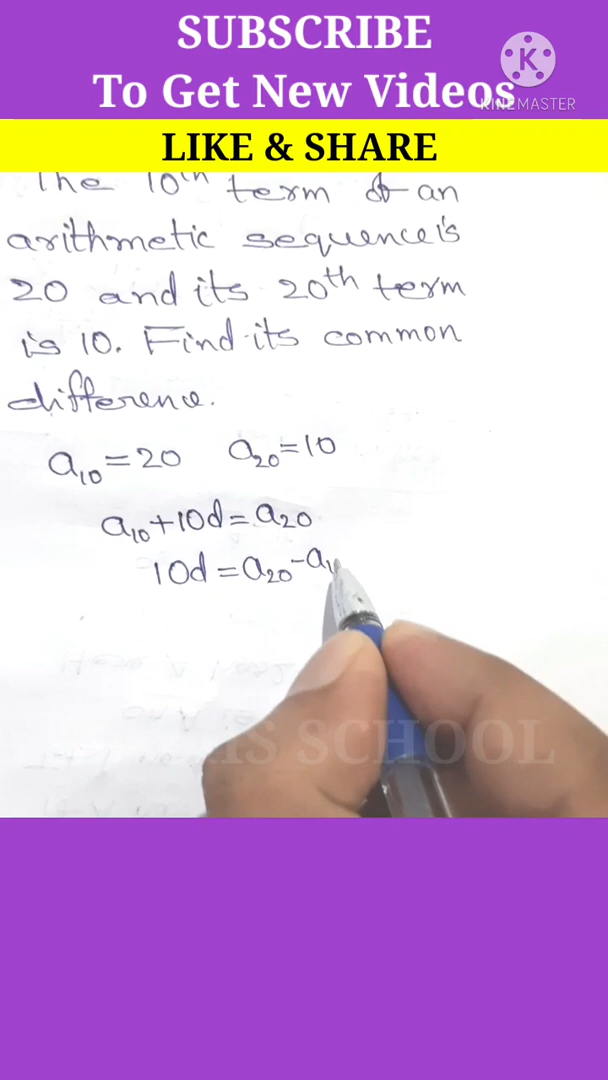 SUBSCRIBE
To Get New Videos
KINEMASTER
LIKE & SHARE
The 10th term of an
arithmetic sequence is
20 and its 20th term
is 10. Find its common
difference.
a10 = 20 a20 = 10
a10 + 10d = a20
10d = a20 - a1
SCHOOL